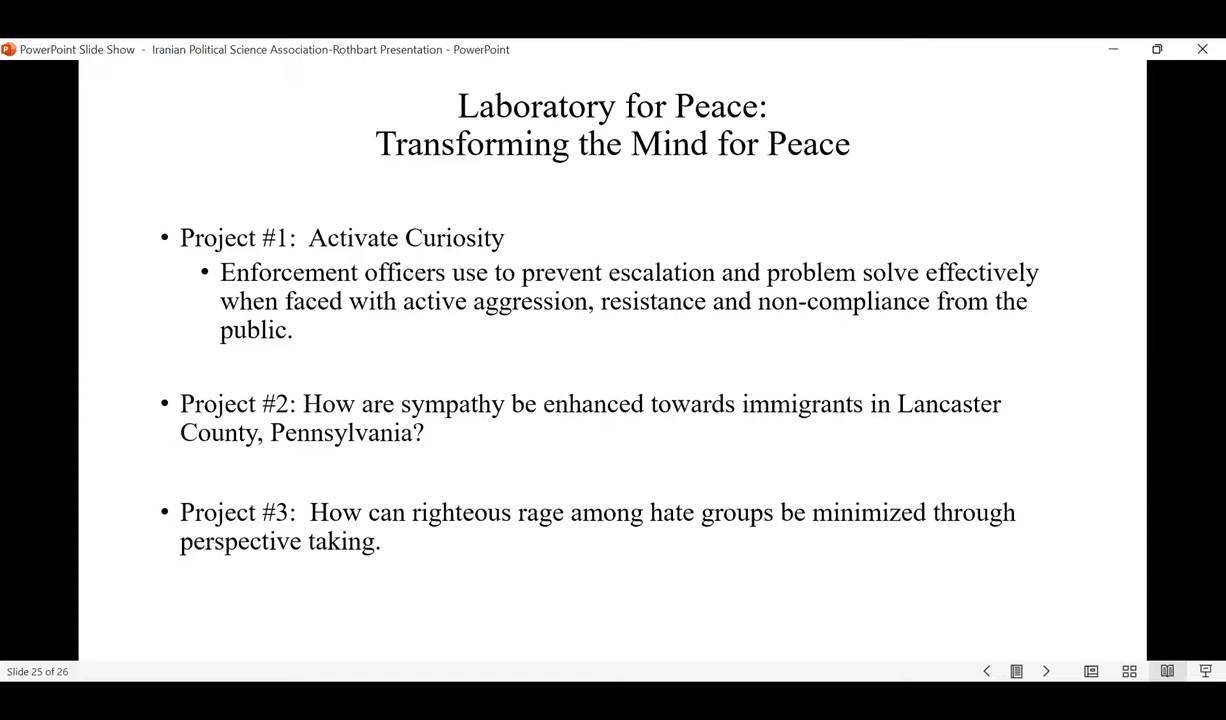 PowerPoint Slide Show - Iranian Political Science Association-Rothbart Presentation - PowerPoint
Laboratory for Peace:
Transforming the Mind for Peace
• Project #1: Activate Curiosity
• Enforcement officers use to prevent escalation and problem solve effectively
when faced with active aggression, resistance and non-compliance from the
public.
• Project #2: How are sympathy be enhanced towards immigrants in Lancaster
County, Pennsylvania?
• Project #3: How can righteous rage among hate groups be minimized through
perspective taking.
Slide 25 of 26